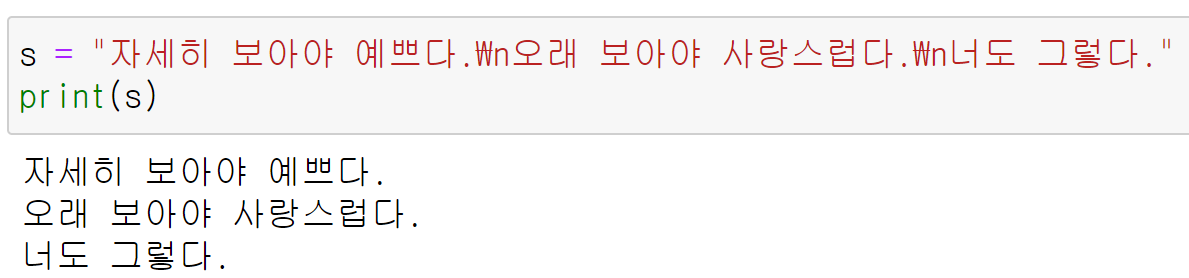 s = "자세히 보아야 예쁘다.₩n오래 보아야 사랑스럽다.₩n너도 그렇다."
print(s)
자세히 보아야 예쁘다.
오래 보아야 사랑스럽다.
너도 그렇다.